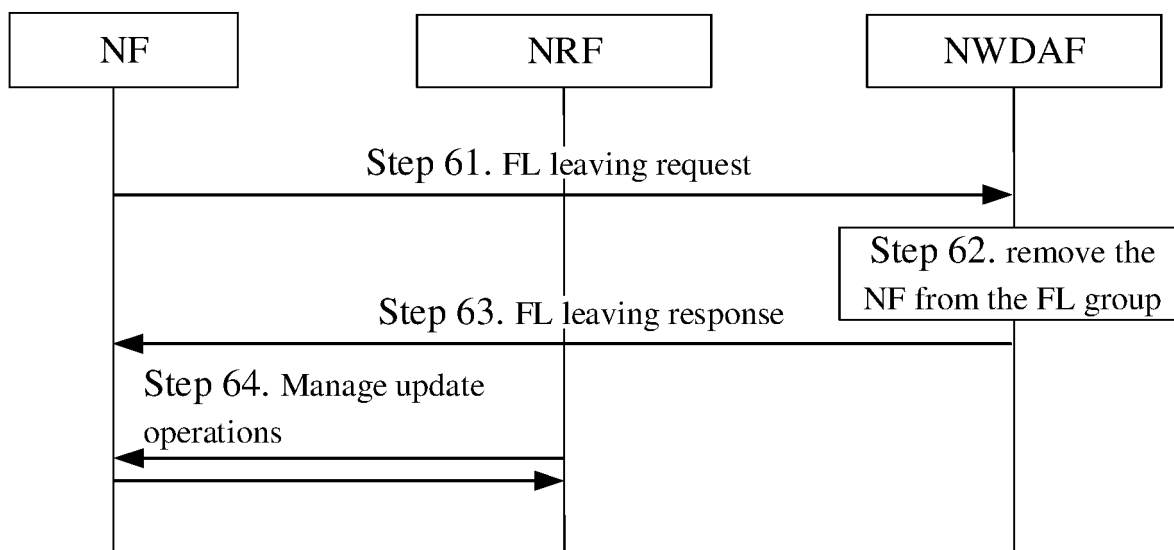 NF
NRF
NWDAF
Step 61. FL leaving request
Step 62. remove the
NF from the FL group
Step 63. FL leaving response
Step 64. Manage update
operations